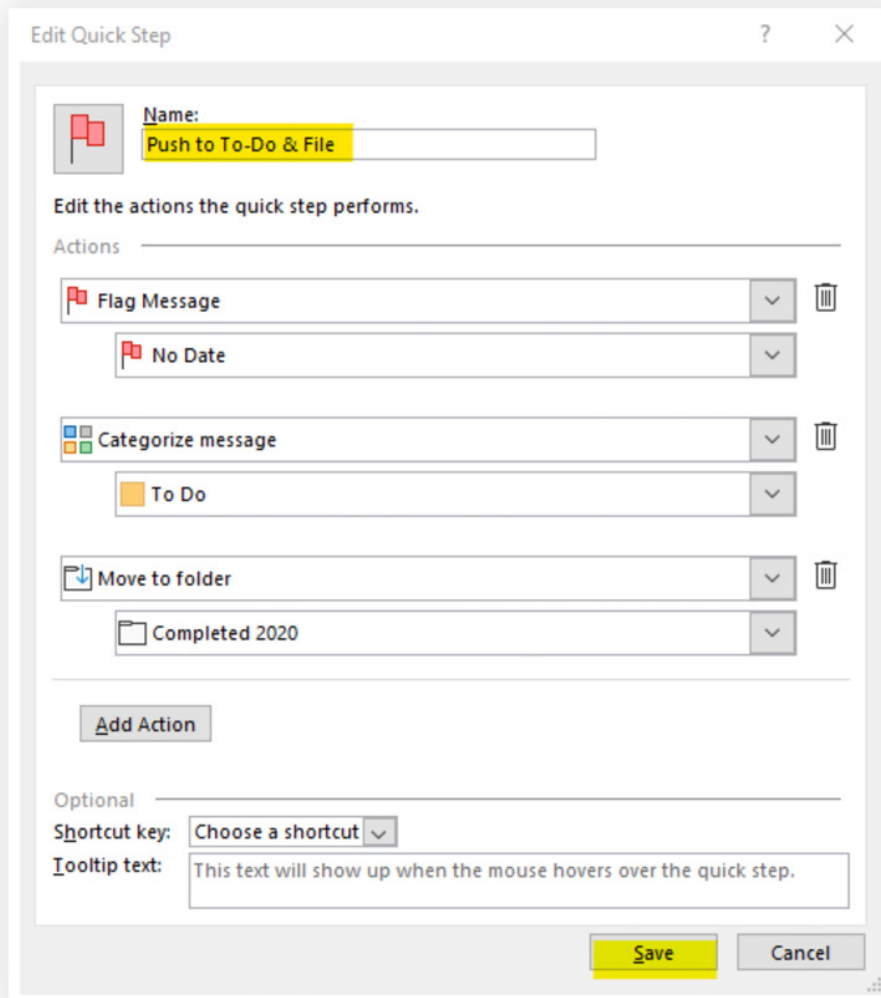 Edit Quick Step
?
Name:
Push to To-Do & File
Edit the actions the quick step performs.
Actions
Flag Message
No Date
Categorize message
To Do
Move to folder
Completed 2020
Add Action
Optional
Shortcut key: Choose a shortcut
Tooltip text: This text will show up when the mouse hovers over the quick step.
Save Cancel